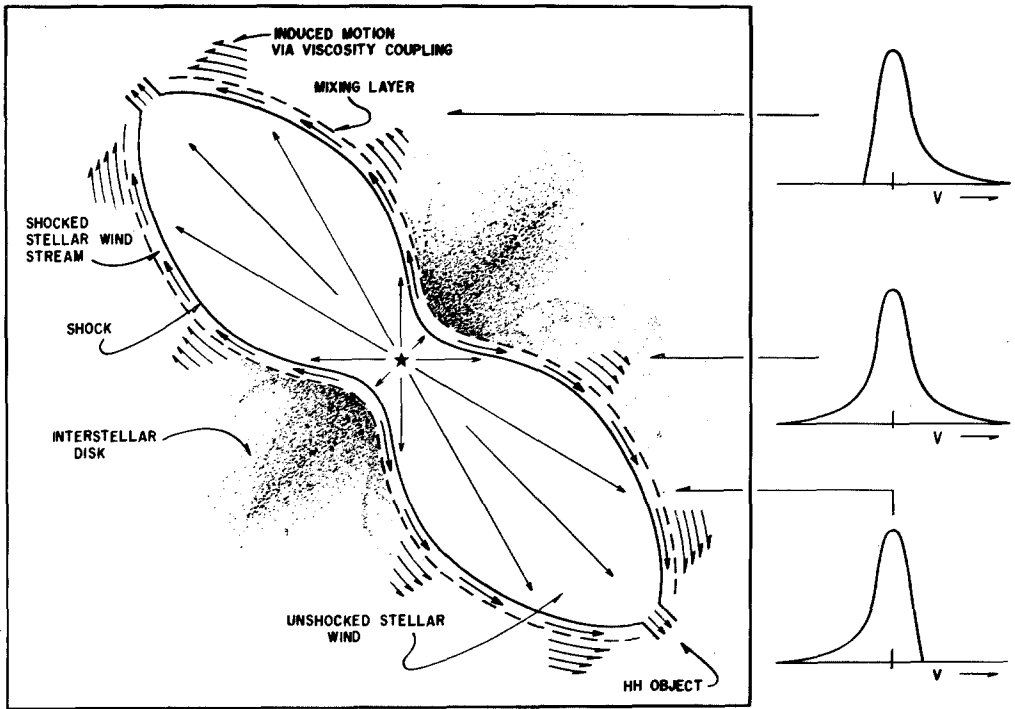 INDUCED MOTION
VIA VISCOSITY COUPLING
MIXING LAYER
SHOCKED
STELLAR WIND
STREAM
SHOCK
INTERSTELLAR
DISK
UNSHOCKED STELLAR
WIND
HH OBJECT
V
V
V